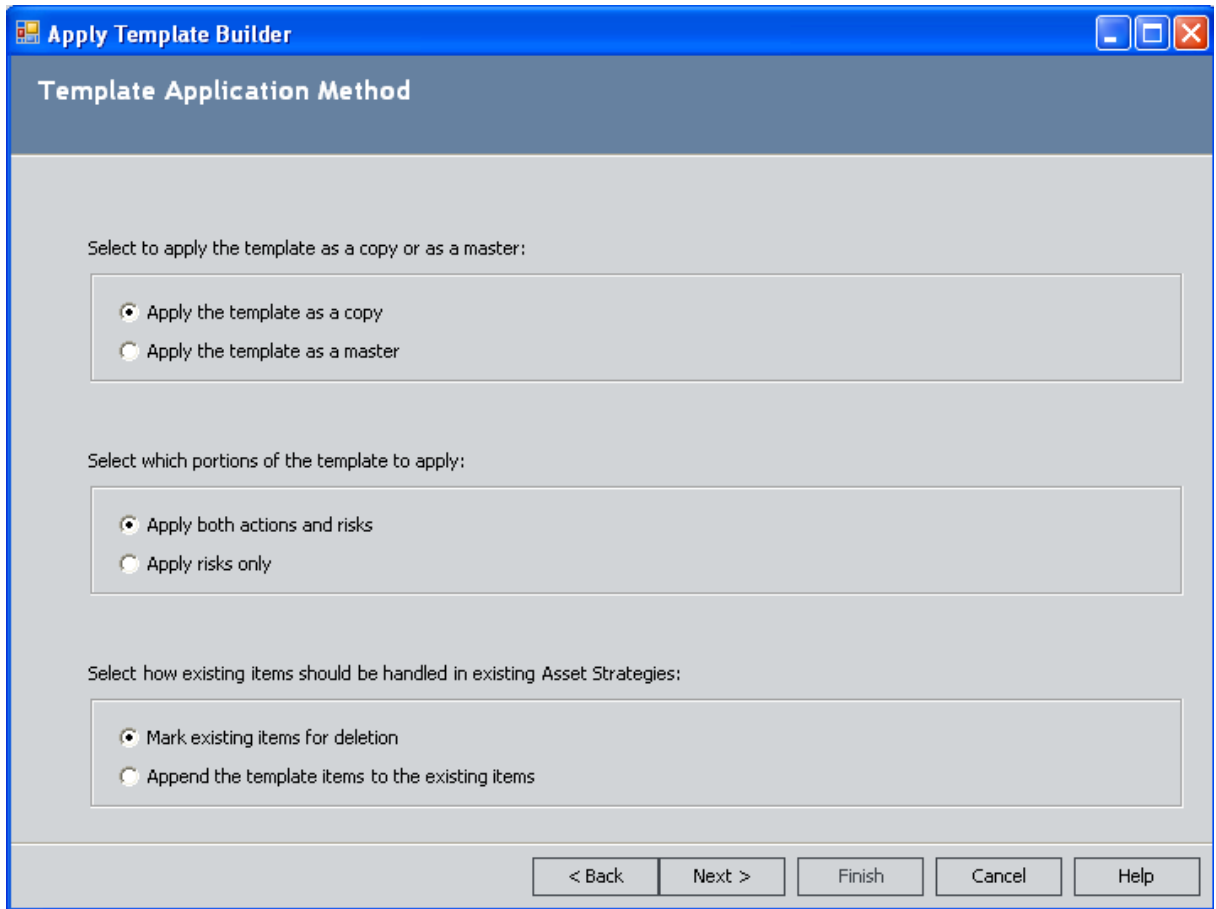 Apply Template Builder
Template Application Method
Select to apply the template as a copy or as a master:
Apply the template as a copy
Apply the template as a master
Select which portions of the template to apply:
Apply both actions and risks
Apply risks only
Select how existing items should be handled in existing Asset Strategies:
Mark existing items for deletion
Append the template items to the existing items
< Back Next > Finish Cancel Help